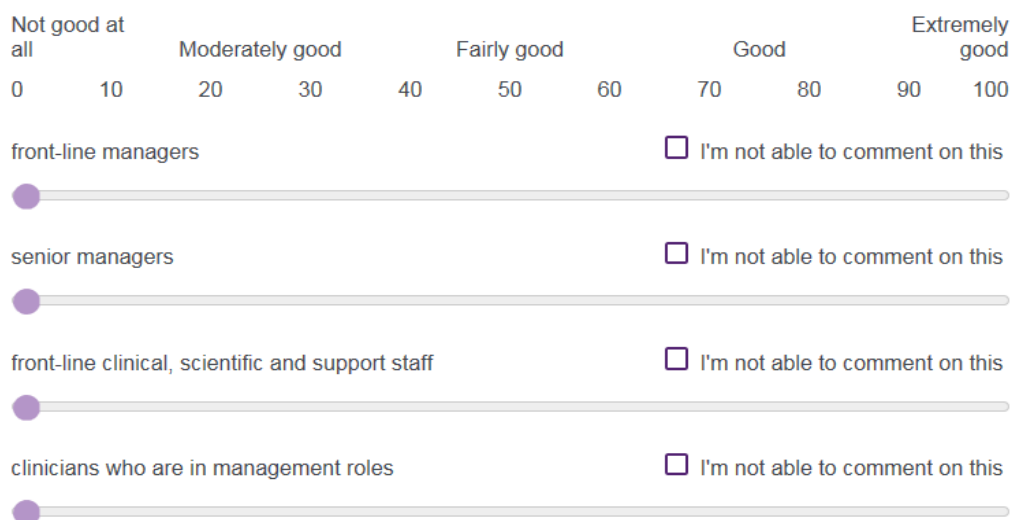 Not good at all Moderately good Fairly good Good Extremely good
0 10 20 30 40 50 60 70 80 90 100
front-line managers I'm not able to comment on this
senior managers I'm not able to comment on this
front-line clinical, scientific and support staff I'm not able to comment on this
clinicians who are in management roles I'm not able to comment on this